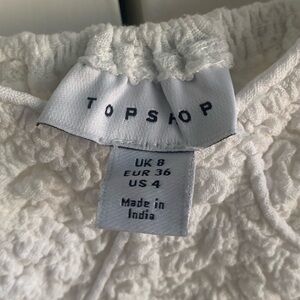 TOPSHOP
UK 8
EUR 36
US 4
Made in
India